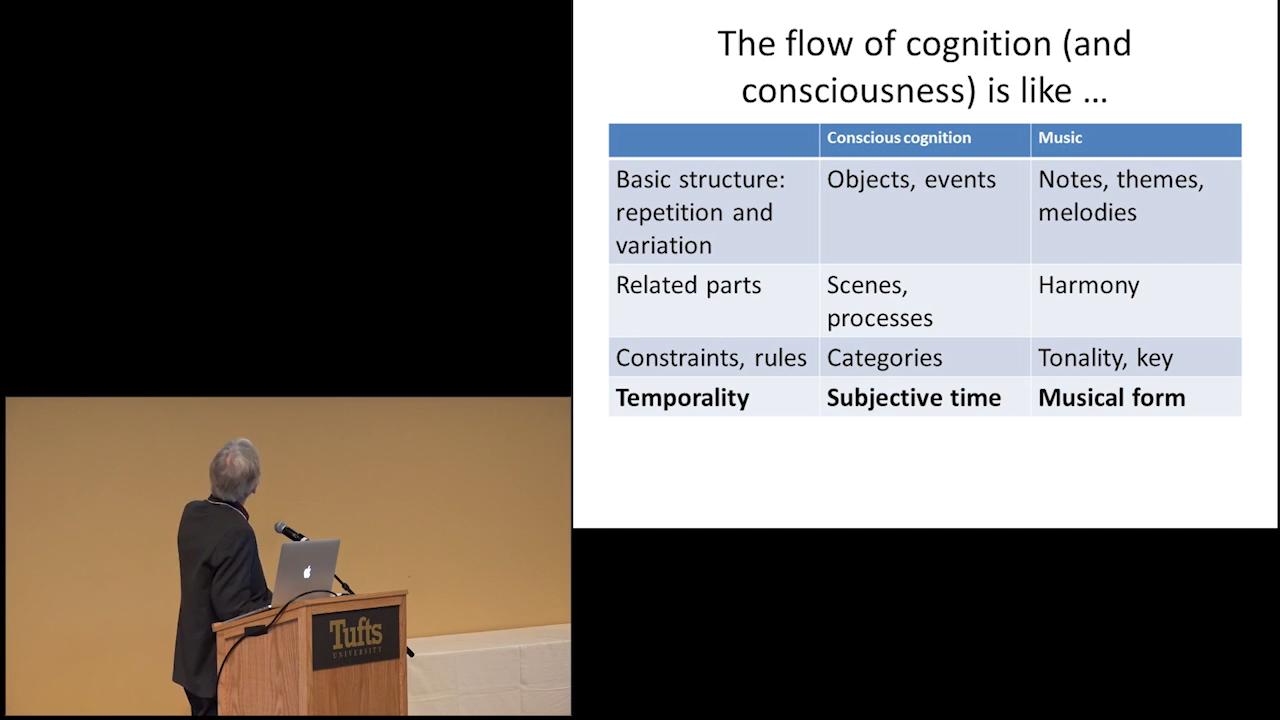 The flow of cognition (and
consciousness) is like ...
Conscious cognition Music
Basic structure: Objects, events Notes, themes,
repetition and melodies
variation
Related parts Scenes, Harmony
processes
Constraints, rules Categories Tonality, key
Temporality Subjective time Musical form
Tufts
UNIVERSITY